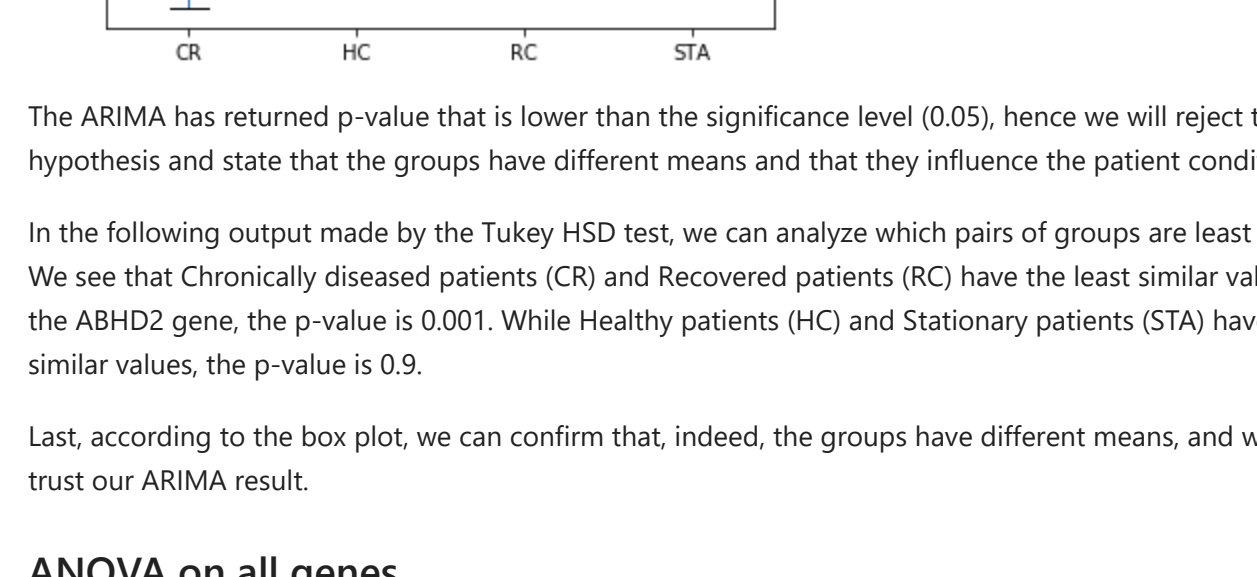 CR HC RC STA
The ARIMA has returned p-value that is lower than the significance level (0.05), hence we will reject
hypothesis and state that the groups have different means and that they influence the patient
In the following output made by the Tukey HSD test, we can analyze which pairs of groups are least
We see that Chronically diseased patients (CR) and Recovered patients (RC) have the least similar
the ABHD2 gene, the p-value is 0.001. While Healthy patients (HC) and Stationary patients (STA)
similar values, the p-value is 0.9.
Last, according to the box plot, we can confirm that, indeed, the groups have different means, and
trust our ARIMA result.
ANOVA on all genes